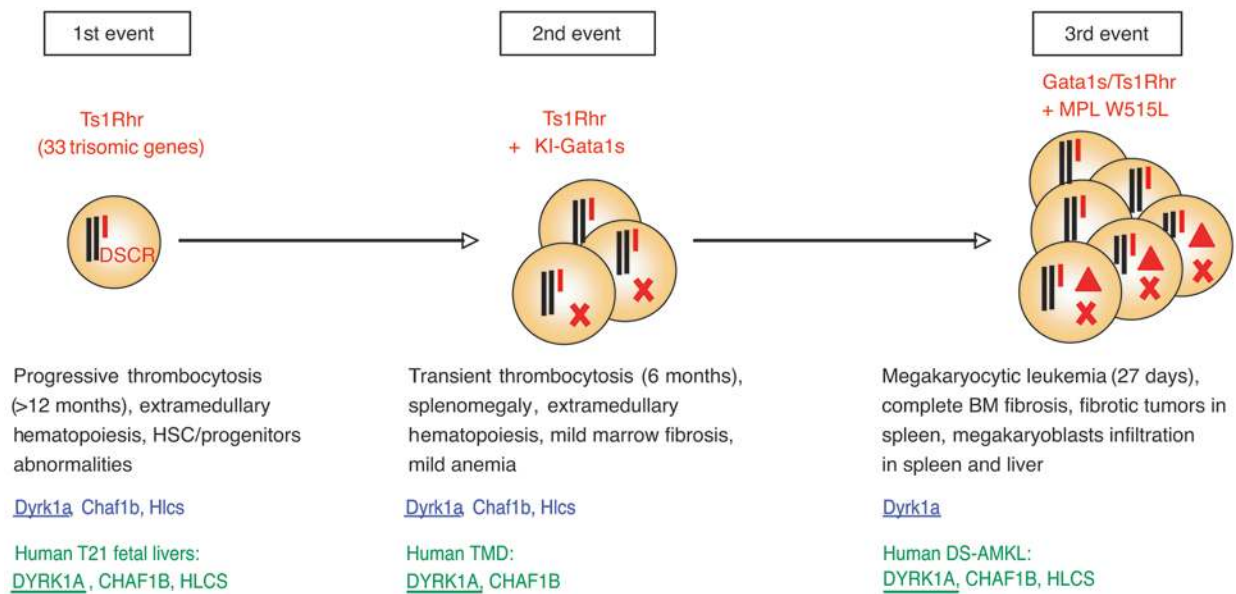 1st event
2nd event
3rd event
Ts1Rhr
(33 trisomic genes)
Ts1Rhr
+ KI-Gata1s
Gata1s/Ts1Rhr
+ MPL W515L
DSCR
Progressive thrombocytosis
(>12 months), extramedullary
hematopoiesis, HSC/progenitors
abnormalities
Dyrk1a, Chaf1b, Hlcs
Human T21 fetal livers:
DYRK1A , CHAF1B, HLCS
Transient thrombocytosis (6 months),
splenomegaly, extramedullary
hematopoiesis, mild marrow fibrosis,
mild anemia
Dyrk1a, Chaf1b, Hlcs
Human TMD:
DYRK1A, CHAF1B
Megakaryocytic leukemia (27 days),
complete BM fibrosis, fibrotic tumors in
spleen, megakaryoblasts infiltration
in spleen and liver
Dyrk1a
Human DS-AMKL:
DYRK1A, CHAF1B, HLCS